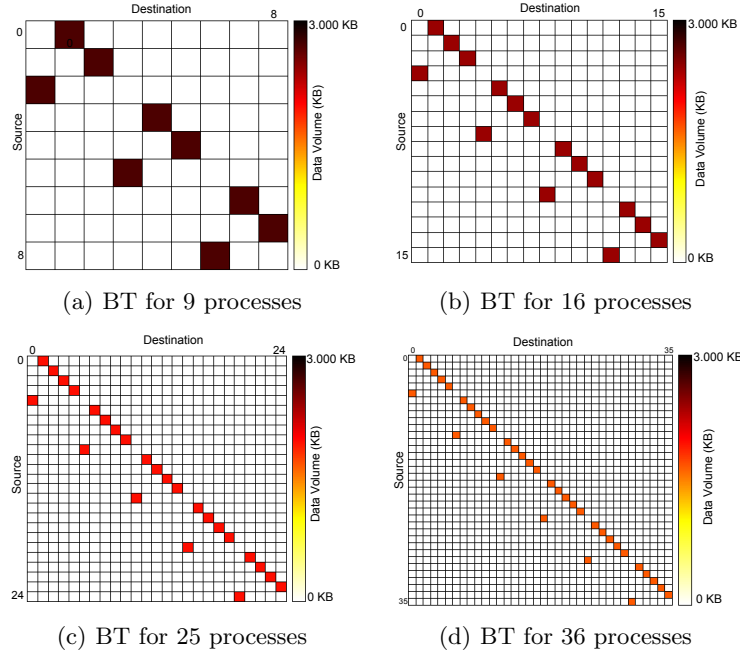 Destination
0 8
3.000 KB
0
Source
Data Volume (KB)
8
0 KB
(a) BT for 9 processes
Destination
0 15
3.000 KB
0
Source
Data Volume (KB)
15
0 KB
(b) BT for 16 processes
Destination
0 24
3.000 KB
0
Source
Data Volume (KB)
24
0 KB
(c) BT for 25 processes
Destination
0 35
3.000 KB
0
Source
Data Volume (KB)
35
0 KB
(d) BT for 36 processes